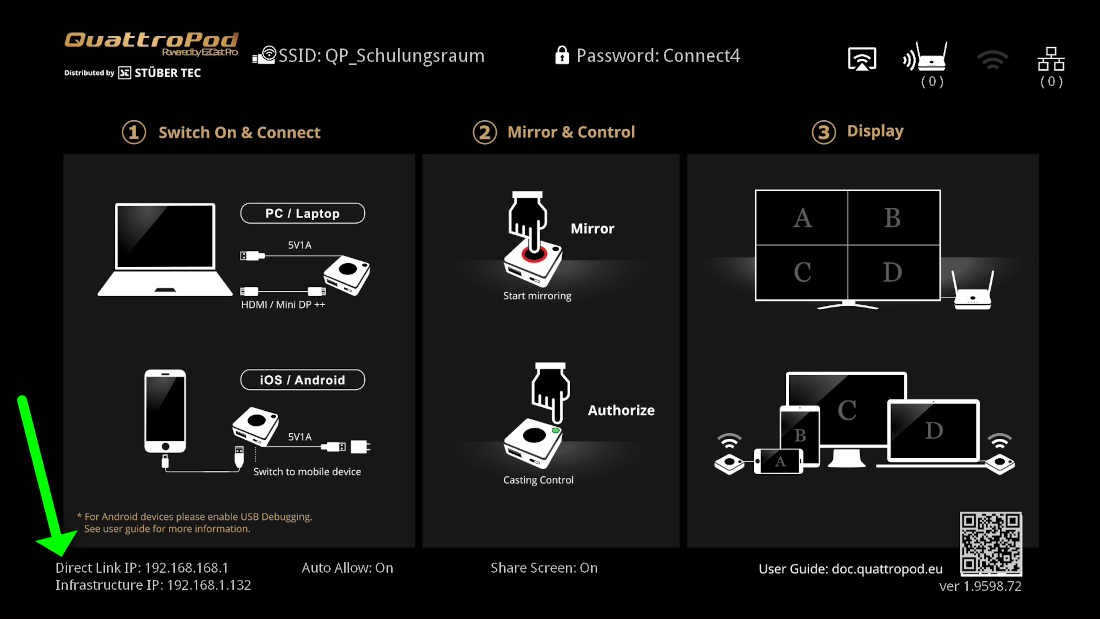 QuattroPod
Powered by EZCast Pro
Distributed by STÜBER TEC
SSID: QP_Schulungsraum
Password: Connect4
(0)
(0)
1 Switch On & Connect
2 Mirror & Control
3 Display
PC / Laptop
5V1A
HDMI / Mini DP ++
iOS / Android
5V1A
Switch to mobile device
* For Android devices please enable USB Debugging.
See user guide for more information.
Mirror
Start mirroring
Authorize
Casting Control
A B
C D
C
B
D
A
Direct Link IP: 192.168.168.1
Infrastructure IP: 192.168.1.132
Auto Allow: On
Share Screen: On
User Guide: doc.quattropod.eu
ver 1.9598.72